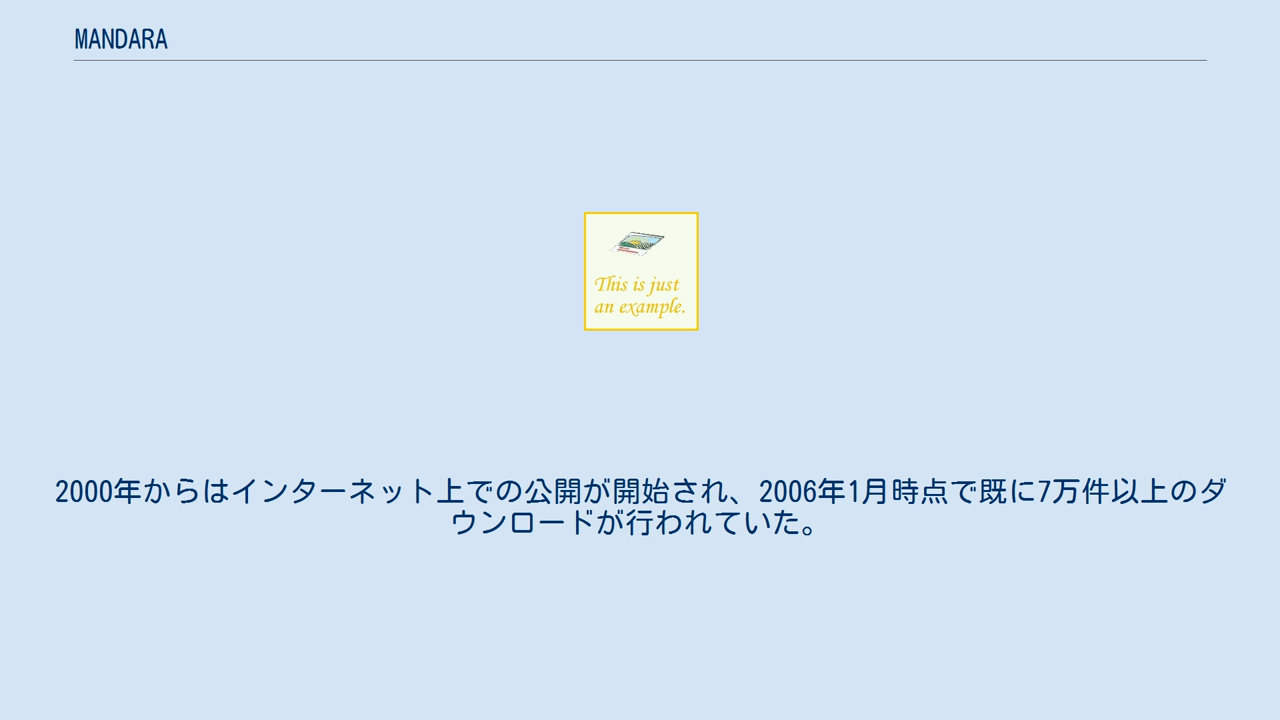 MANDARA
This is just
an example.
2000年からはインターネット上での公開が開始され、2006年1月時点で既に7万件以上のダ
ウンロードが行われていた。